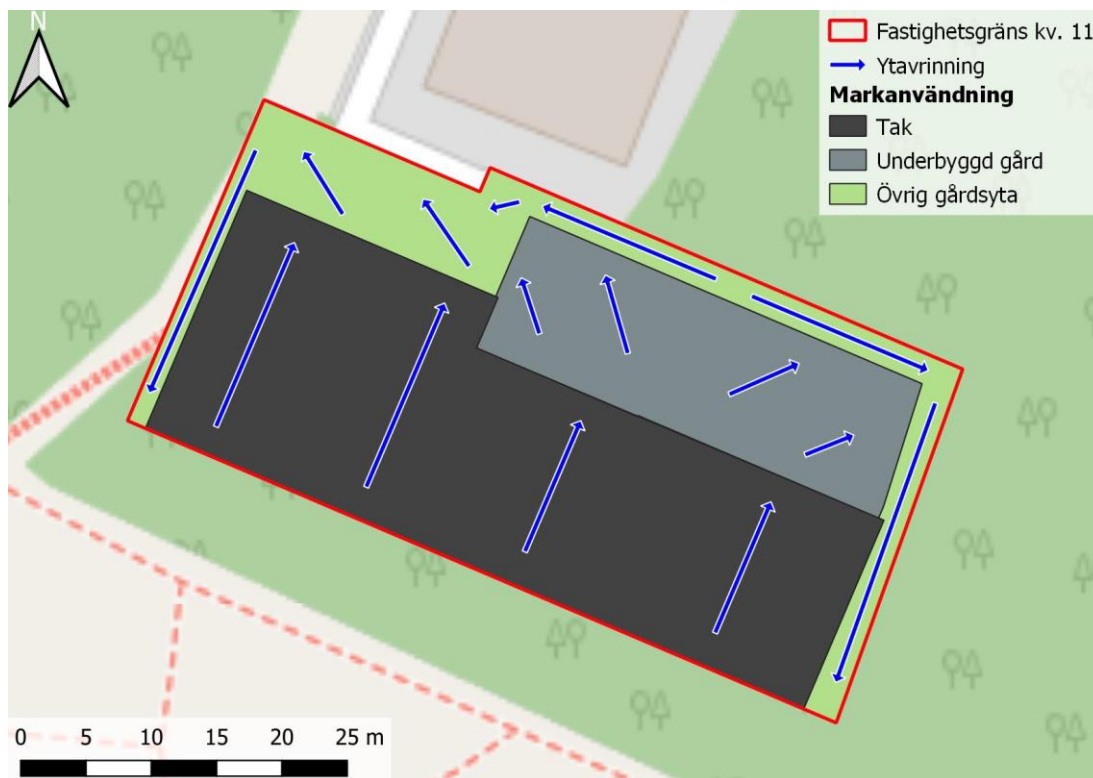 N
Fastighetsgräns kv. 11
Ytavrinning
Markanvändning
Tak
Underbyggd gård
Övrig gårdsyta
0 5 10 15 20 25 m